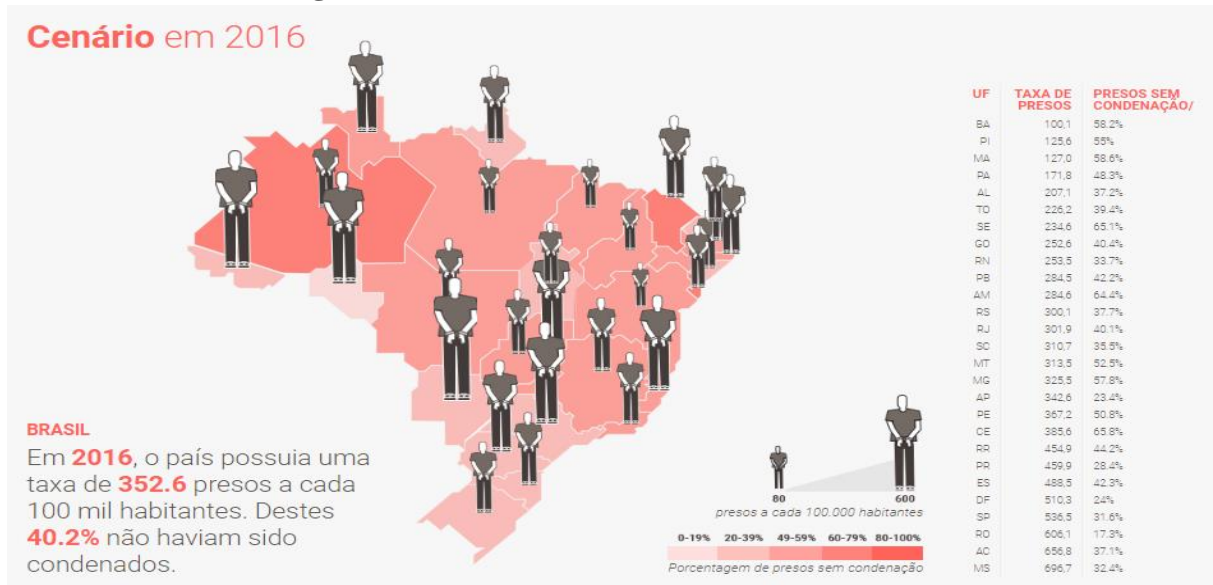 Cenário em 2016
UF TAXA DE PRESOS PRESOS SEM CONDENAÇÃO/
BA 100,1 58.2%
PI 125,6 55%
MA 127,0 58.6%
PA 171,8 48.3%
AL 207,1 37.2%
TO 226,2 39.4%
SE 234,6 65.1%
GO 252,6 40.4%
RN 253,5 33.7%
PB 284,5 42.2%
AM 284,6 64.4%
RS 300,1 37.7%
RJ 301,9 40.1%
SC 310,7 35.5%
MT 313,5 52.5%
MG 325,5 57.8%
AP 342,6 23.4%
PE 367,2 50.8%
CE 385,6 65.8%
RR 454,9 44.2%
PR 459,9 28.4%
ES 488,5 42.3%
DF 510,3 24%
SP 536,5 31.6%
RO 606,1 17.3%
AC 656,8 37.1%
MS 696,7 32.4%
BRASIL
Em 2016, o país possuia uma
taxa de 352.6 presos a cada
100 mil habitantes. Destes
40.2% não haviam sido
condenados.
80 600
presos a cada 100.000 habitantes
0-19% 20-39% 49-59% 60-79% 80-100%
Porcentagem de presos sem condenação